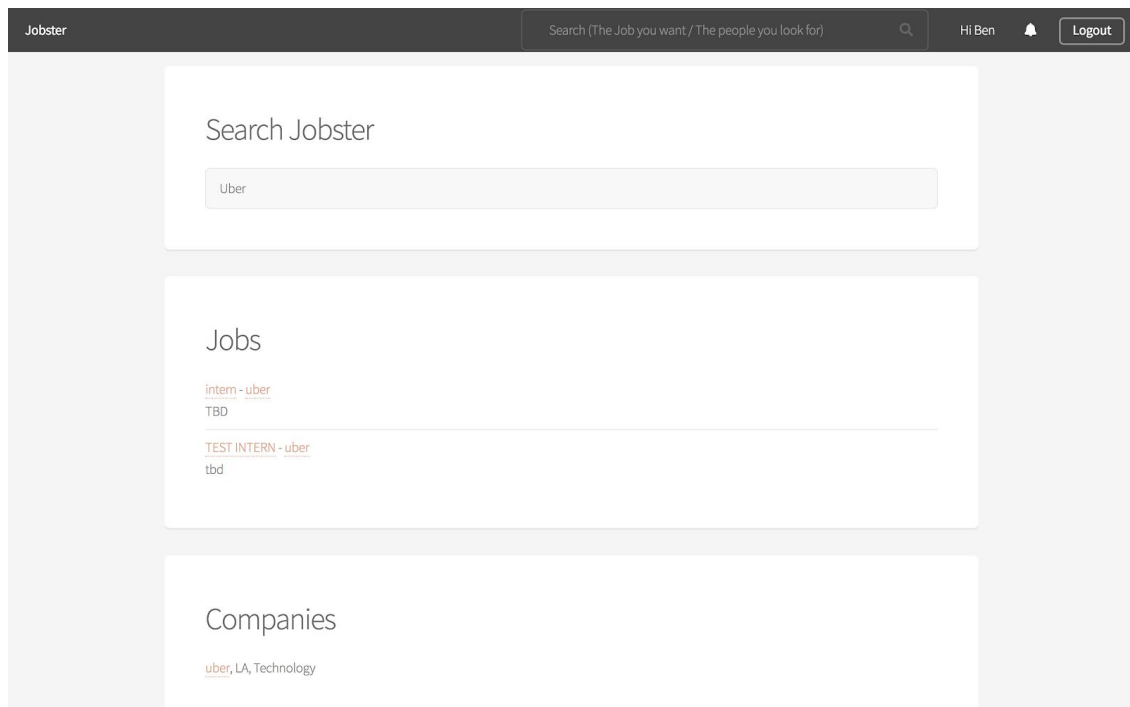 Jobster
Search (The Job you want / The people you look for)
Hi Ben
Logout
Search Jobster
Uber
Jobs
intern - uber
TBD
TEST INTERN - uber
tbd
Companies
uber, LA, Technology